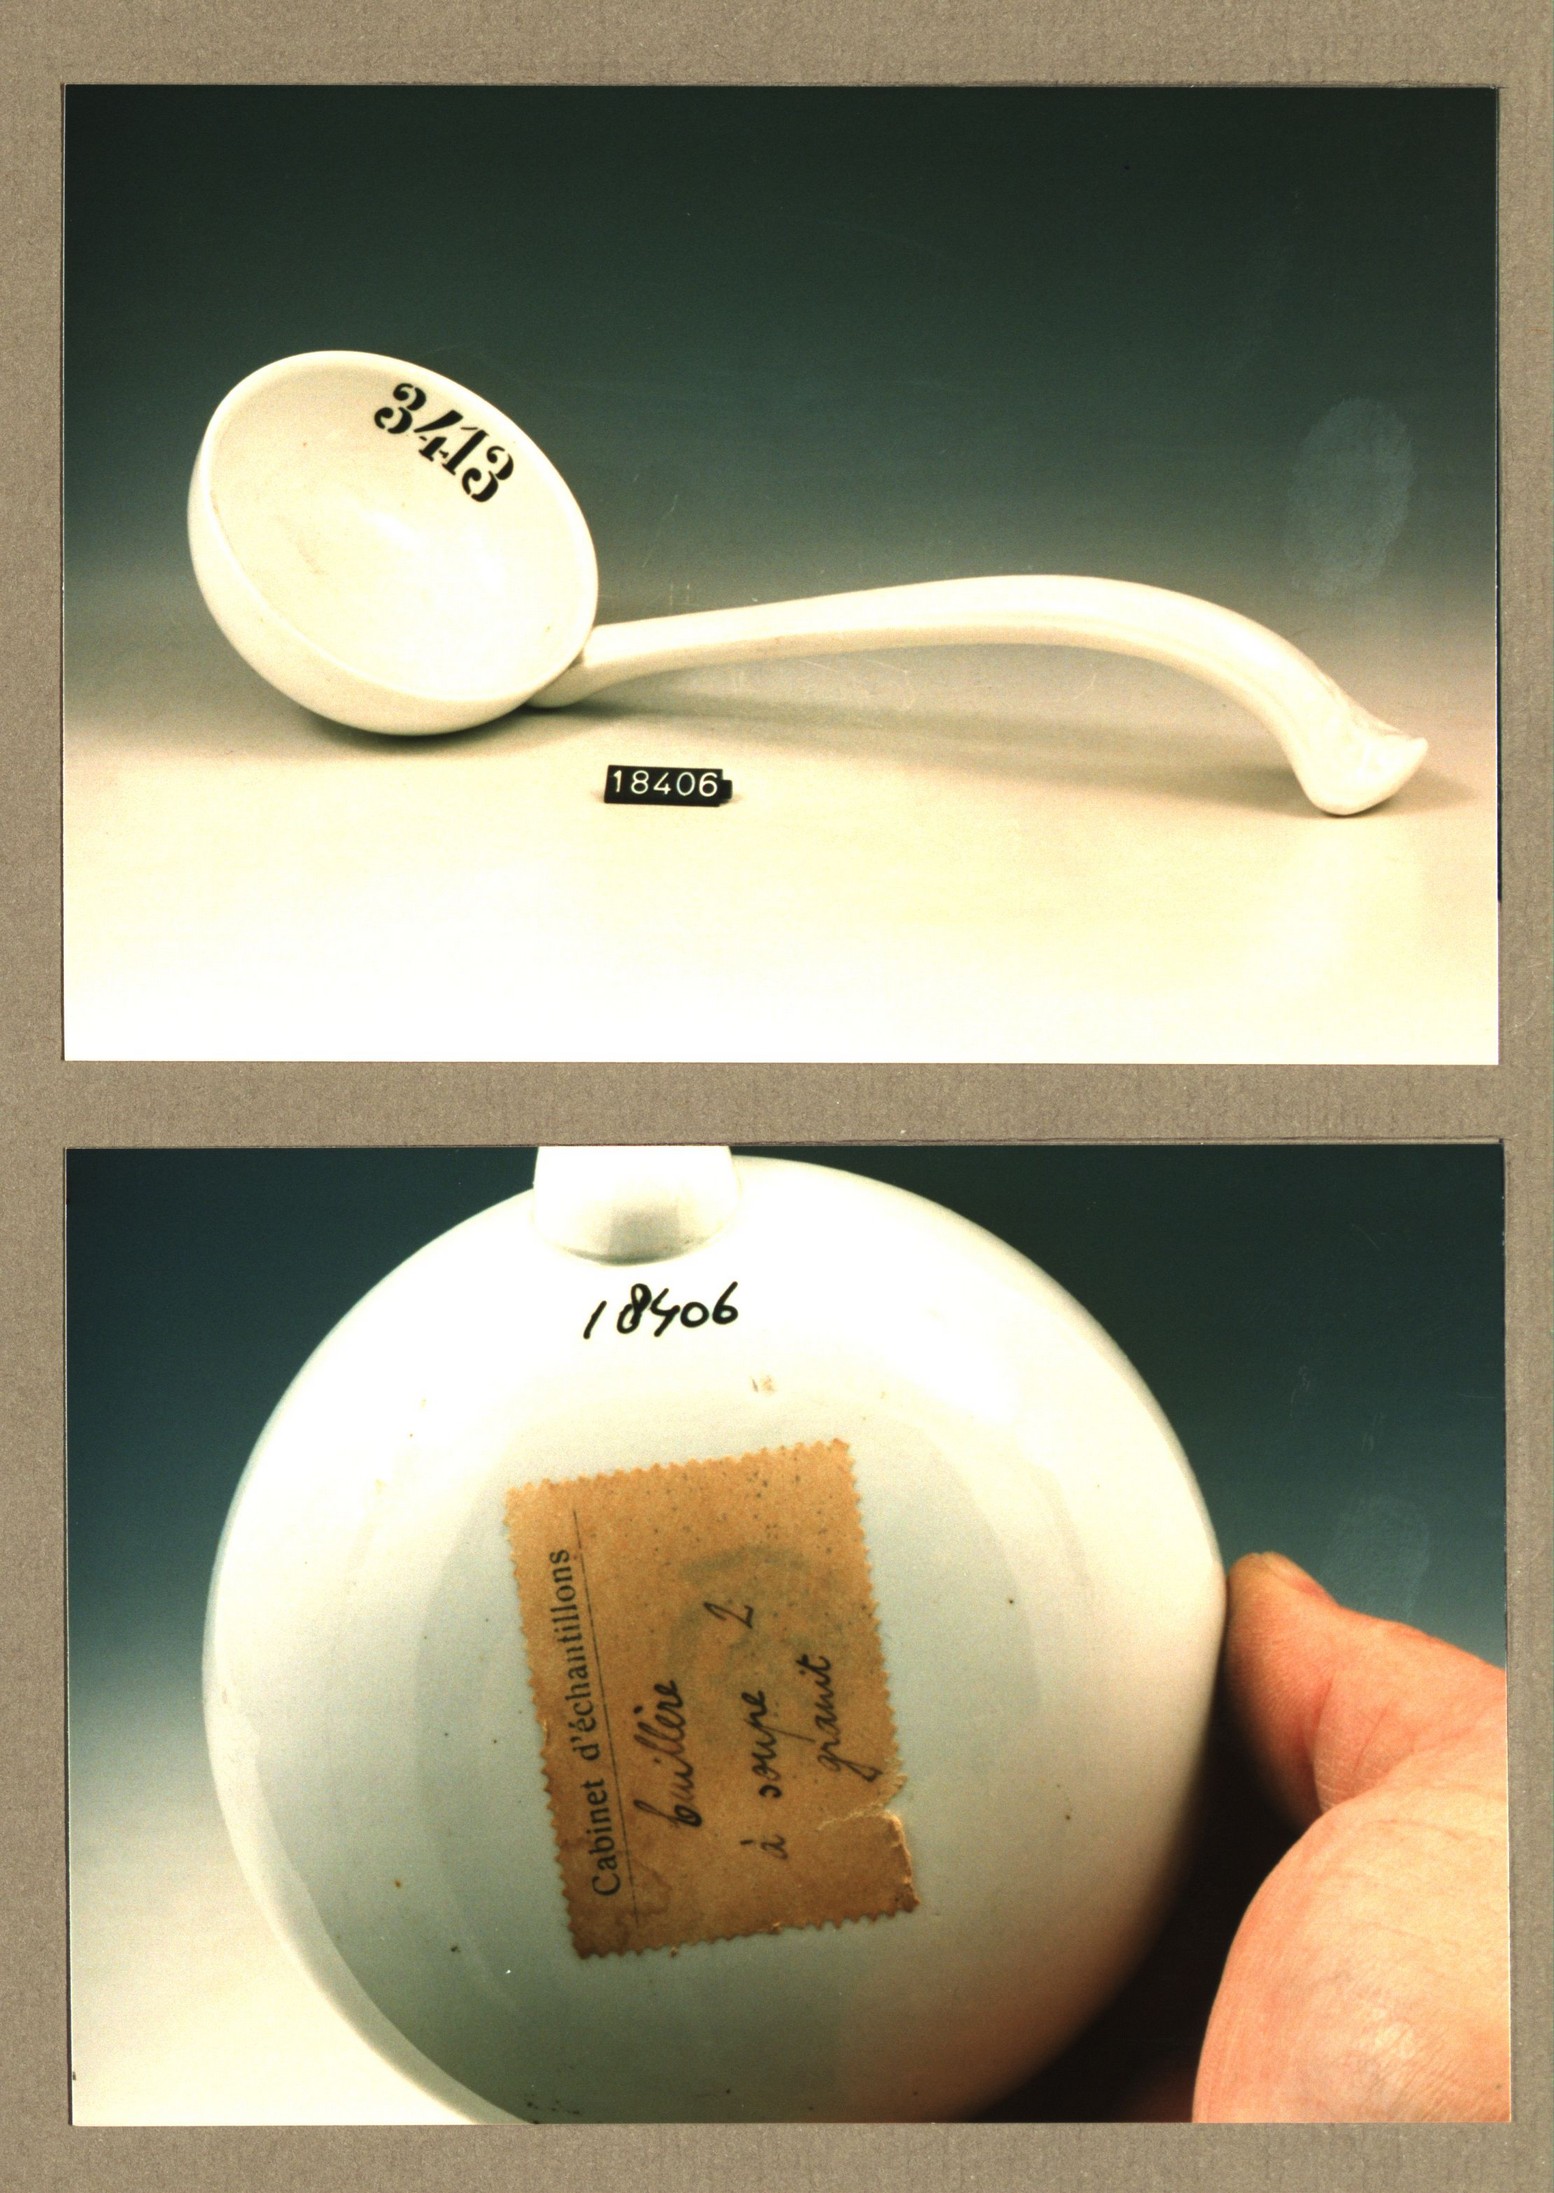 3413
18406
18406
Cabinet d'échantillons
cuillère
à soupe 2
granit